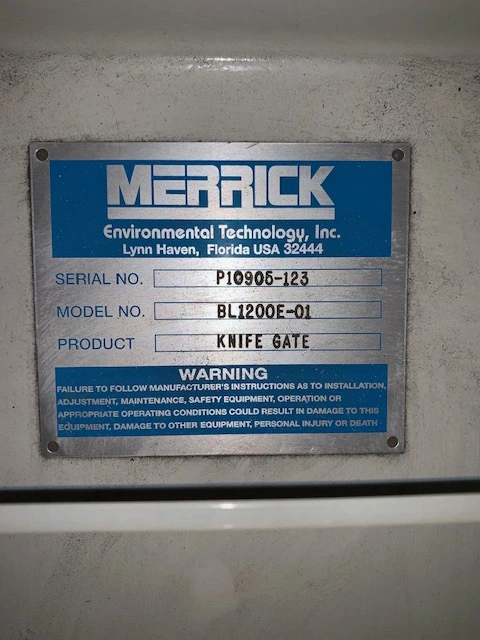 MERRICK
Environmental Technology, Inc.
Lynn Haven, Florida USA 32444
SERIAL NO. P10905-123
MODEL NO. BL1200E-01
PRODUCT KNIFE GATE
WARNING
FAILURE TO FOLLOW MANUFACTURER'S INSTRUCTIONS AS TO INSTALLATION,
ADJUSTMENT, MAINTENANCE, SAFETY EQUIPMENT, OPERATION OR
APPROPRIATE OPERATING CONDITIONS COULD RESULT IN DAMAGE TO THIS
EQUIPMENT, DAMAGE TO OTHER EQUIPMENT, PERSONAL INJURY OR DEATH